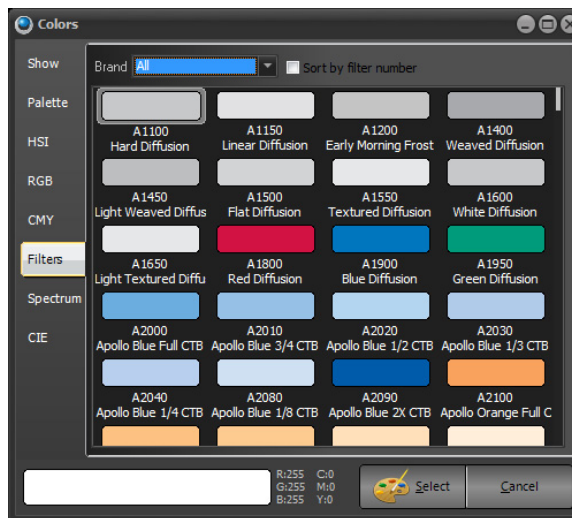 Colors
Show
Palette
HSI
RGB
CMY
Filters
Spectrum
CIE
Brand All Sort by filter number
A1100 A1150 A1200 A1400
Hard Diffusion Linear Diffusion Early Morning Frost Weaved Diffusion
A1450 A1500 A1550 A1600
Light Weaved Diffus Flat Diffusion Textured Diffusion White Diffusion
A1650 A1800 A1900 A1950
Light Textured Diffu Red Diffusion Blue Diffusion Green Diffusion
A2000 A2010 A2020 A2030
Apollo Blue Full CTB Apollo Blue 3/4 CTB Apollo Blue 1/2 CTB Apollo Blue 1/3 CTB
A2040 A2080 A2090 A2100
Apollo Blue 1/4 CTB Apollo Blue 1/8 CTB Apollo Blue 2X CTB Apollo Orange Full C
R:255 C:0
G:255 M:0
B:255 Y:0
Select Cancel